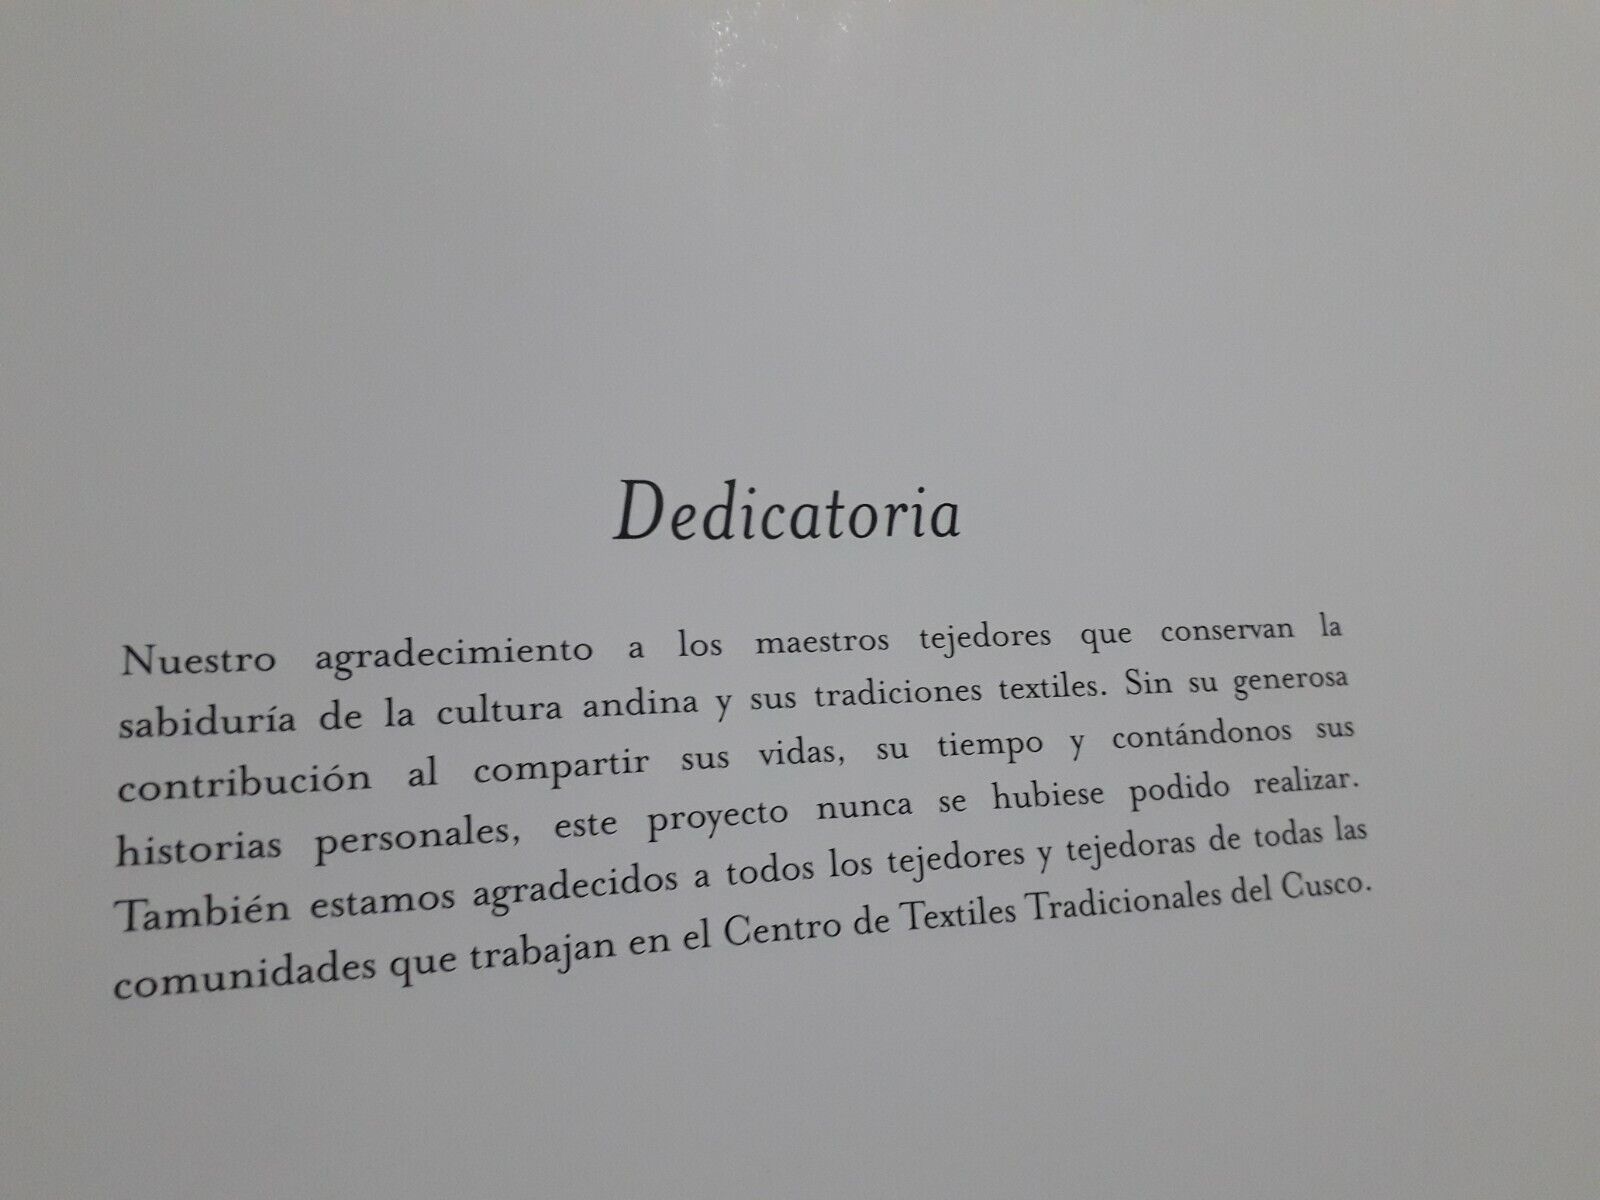 Dedicatoria
Nuestro agradecimiento a los maestros tejedores que conservan la
sabiduría de la cultura andina y sus tradiciones textiles. Sin su generosa
contribución al compartir sus vidas, su tiempo y contándonos sus
historias personales, este proyecto nunca se hubiese podido realizar.
También estamos agradecidos a todos los tejedores y tejedoras de todas las
comunidades que trabajan en el Centro de Textiles Tradicionales del Cusco.